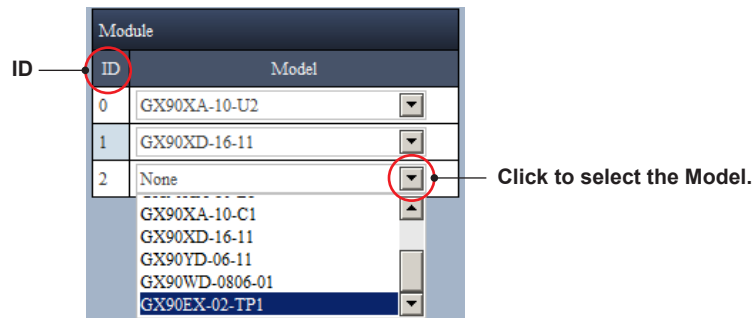 Module
ID
ID Model
0 GX90XA-10-U2
1 GX90XD-16-11
2 None
Click to select the Model.
GX90XA-10-C1
GX90XD-16-11
GX90YD-06-11
GX90WD-0806-01
GX90EX-02-TP1